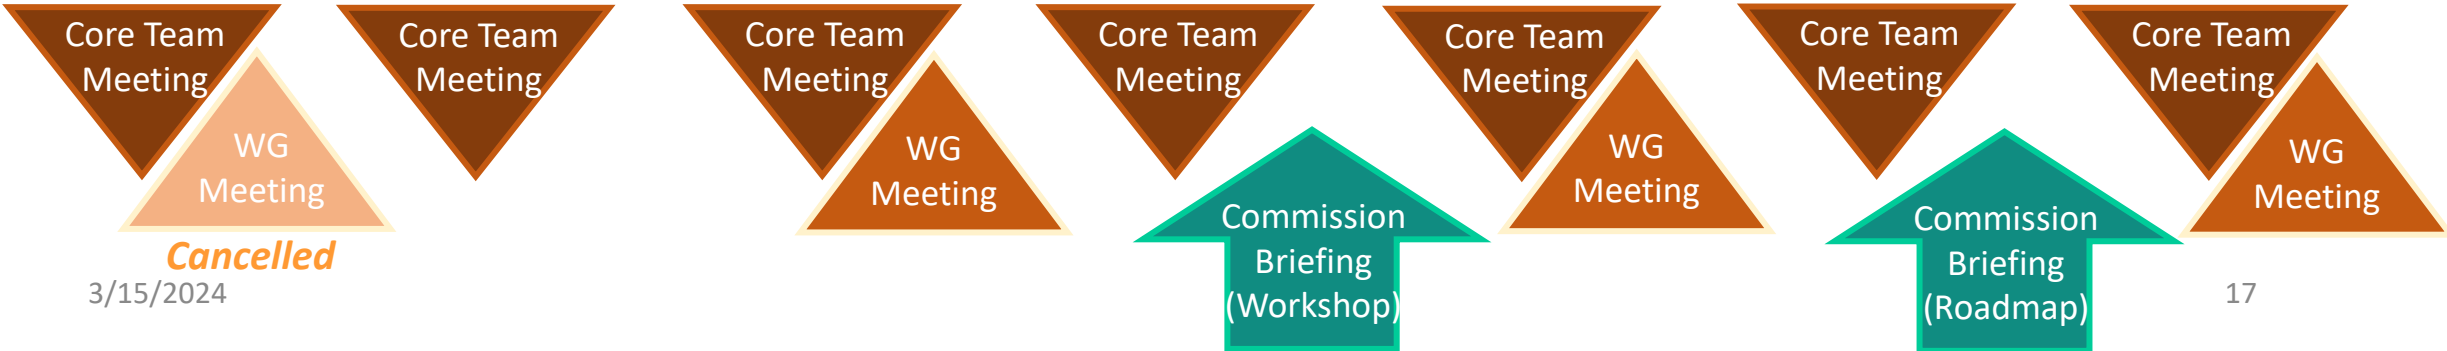 Core Team
Meeting
Core Team
Meeting
Core Team
Meeting
Core Team
Meeting
Core Team
Meeting
Core Team
Meeting
Core Team
Meeting
WG
Meeting
Cancelled
WG
Meeting
Commission
Briefing
(Workshop)
WG
Meeting
Commission
Briefing
(Roadmap)
WG
Meeting
3/15/2024
17